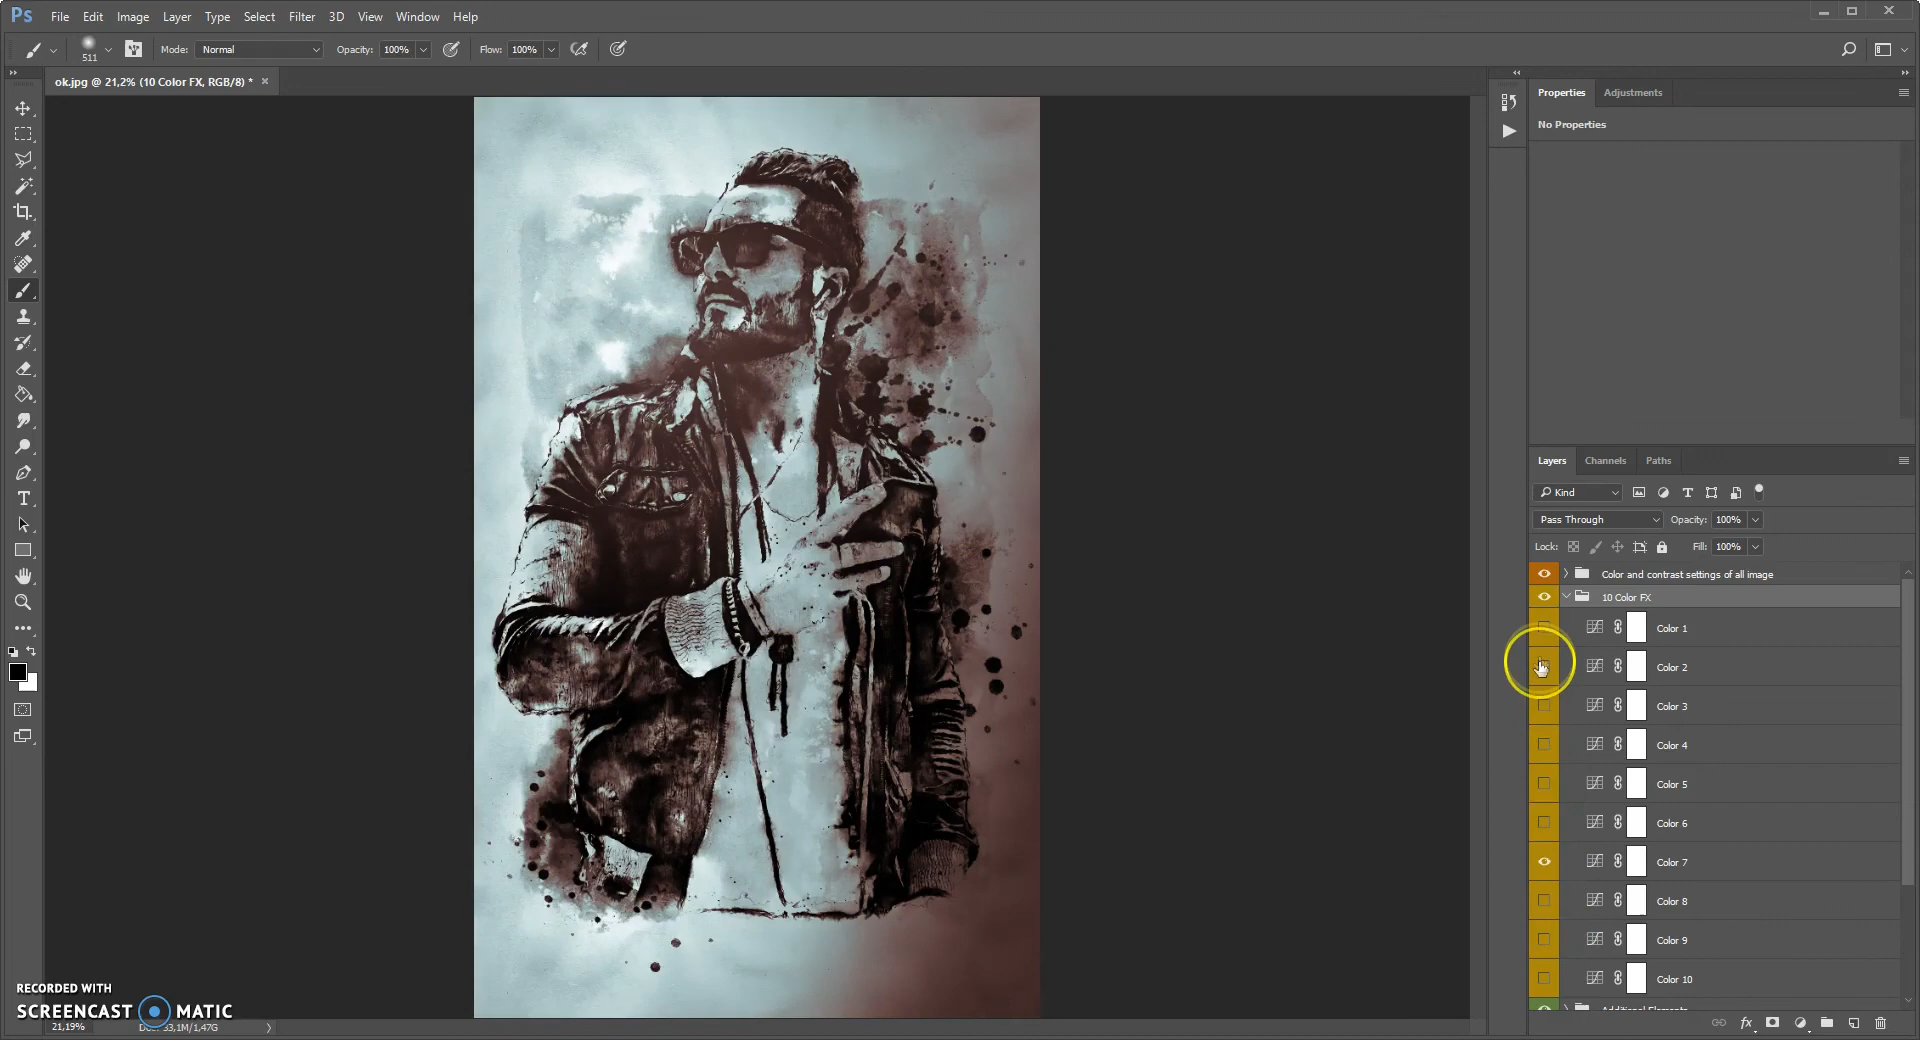 Ps File Edit Image Layer Type Select Filter 3D View Window Help
511 Mode: Normal Opacity: 100% Flow: 100%
ok.jpg @ 21,2% (10 Color FX, RGB/8) *
Properties Adjustments
No Properties
Layers Channels Paths
Kind
Pass Through Opacity: 100%
Lock: Fill: 100%
Color and contrast settings of all image
10 Color FX
Color 1
Color 2
Color 3
Color 4
Color 5
Color 6
Color 7
Color 8
Color 9
Color 10
Additional Elements
fx
RECORDED WITH
SCREENCAST MATIC
21,19% 33,1M/1,47G